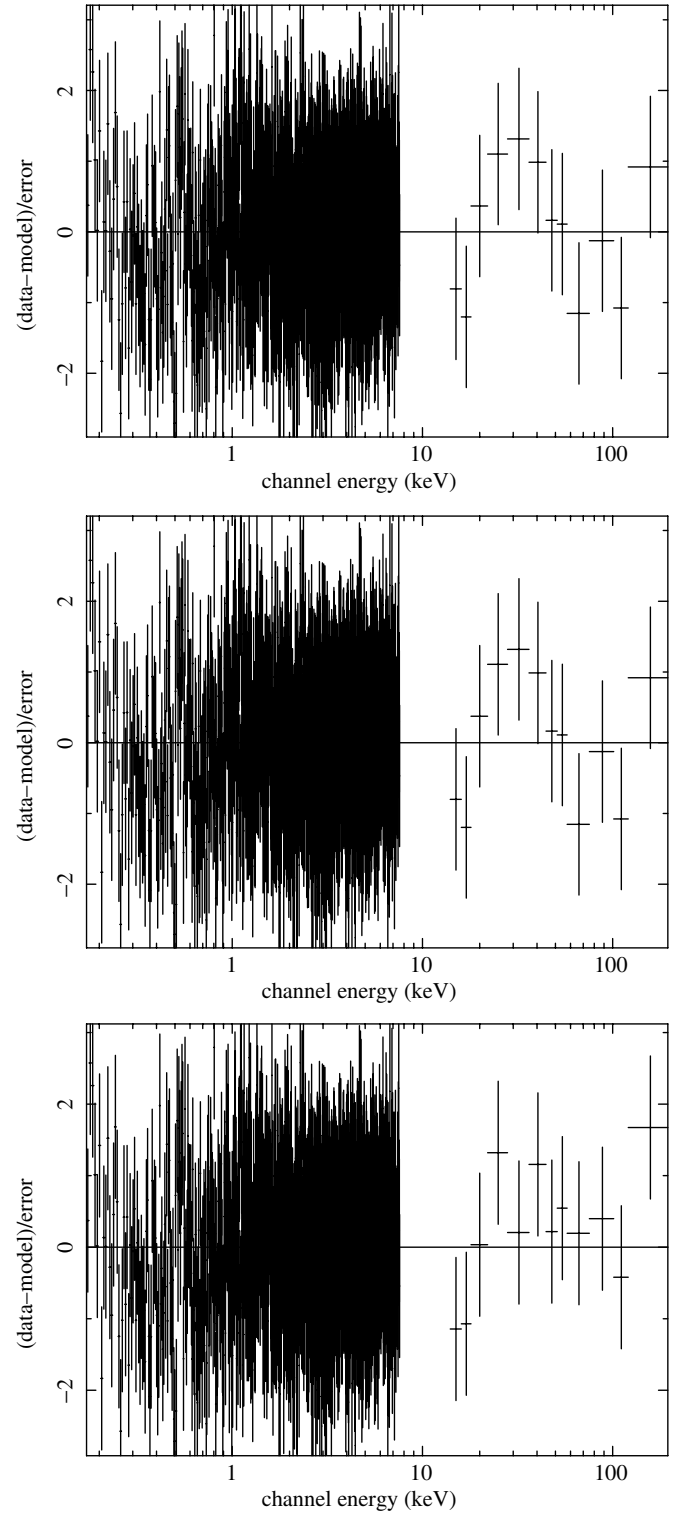 2
0
−2
((data−model)/error
1 10 100
channel energy (keV)
2
0
−2
((data−model)/error
1 10 100
channel energy (keV)
2
0
−2
((data−model)/error
1 10 100
channel energy (keV)